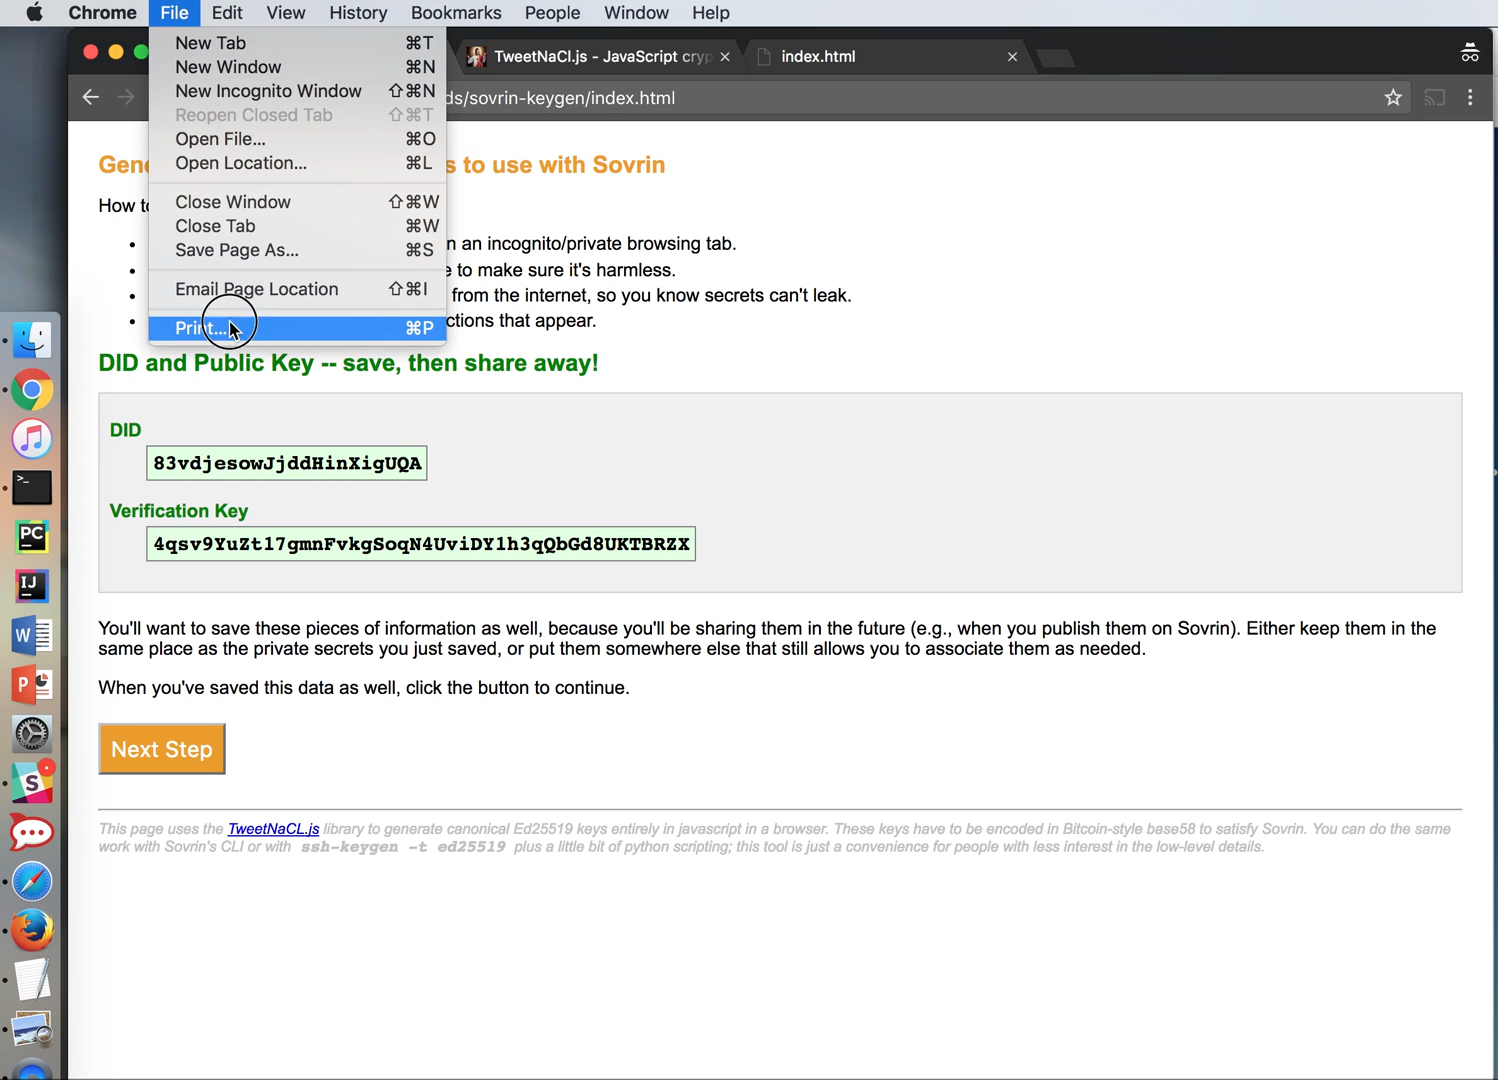 Chrome File Edit View History Bookmarks People Window Help
New Tab ⌘T
New Window ⌘N
New Incognito Window ⇧⌘N
Reopen Closed Tab ⇧⌘T
Open File... ⌘O
Open Location... ⌘L
Close Window ⇧⌘W
Close Tab ⌘W
Save Page As... ⌘S
Email Page Location ⇧⌘I
Print... ⌘P
TweetNaCl.js - JavaScript cryp
index.html
ds/sovrin-keygen/index.html
Gene s to use with Sovrin
How to
n an incognito/private browsing tab.
e to make sure it's harmless.
from the internet, so you know secrets can't leak.
ctions that appear.
DID and Public Key -- save, then share away!
DID
83vdjesowJjddHinXigUQA
Verification Key
4qsv9YuZt17gmnFvkgSoqN4UviDY1h3qQbGd8UKTBRZX
You'll want to save these pieces of information as well, because you'll be sharing them in the future (e.g., when you publish them on Sovrin). Either keep them in the
same place as the private secrets you just saved, or put them somewhere else that still allows you to associate them as needed.
When you've saved this data as well, click the button to continue.
Next Step
This page uses the TweetNaCL.js library to generate canonical Ed25519 keys entirely in javascript in a browser. These keys have to be encoded in Bitcoin-style base58 to satisfy Sovrin. You can do the same
work with Sovrin's CLI or with ssh-keygen -t ed25519 plus a little bit of python scripting; this tool is just a convenience for people with less interest in the low-level details.
>_
PC
IJ
W
P
S